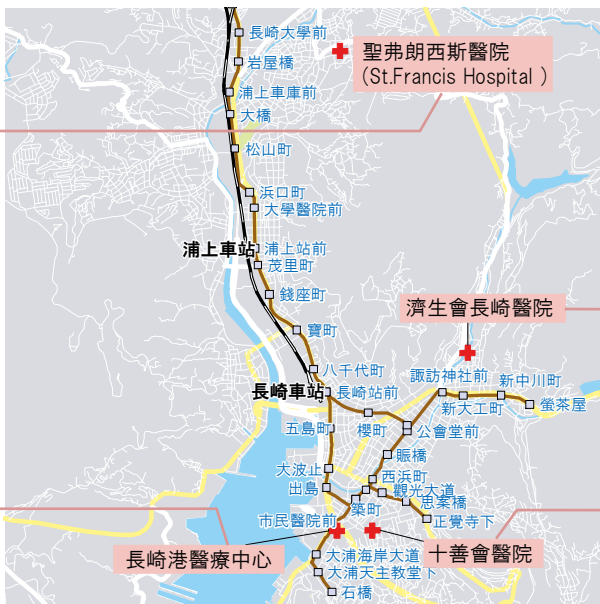 長崎大學前
岩屋橋
聖弗朗西斯醫院
(St.Francis Hospital )
浦上車庫前
大橋
松山町
浜口町
大學醫院前
浦上車站
浦上站前
茂里町
錢座町
濟生會長崎醫院
寶町
八千代町
諏訪神社前
新中川町
長崎車站
長崎站前
螢茶屋
新大工町
五島町
櫻町
公會堂前
賑橋
大波止
西浜町
出島
觀光大道
思案橋
築町
市民醫院前
正覺寺下
長崎港醫療中心
十善會醫院
大浦海岸大道
大浦天主教堂下
石橋